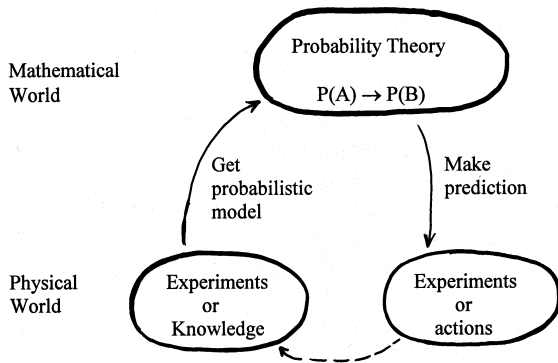 Probability Theory
Mathematical
World
P(A) → P(B)
Get
probabilistic
model
Make
prediction
Physical
World
Experiments
or
Knowledge
Experiments
or
actions